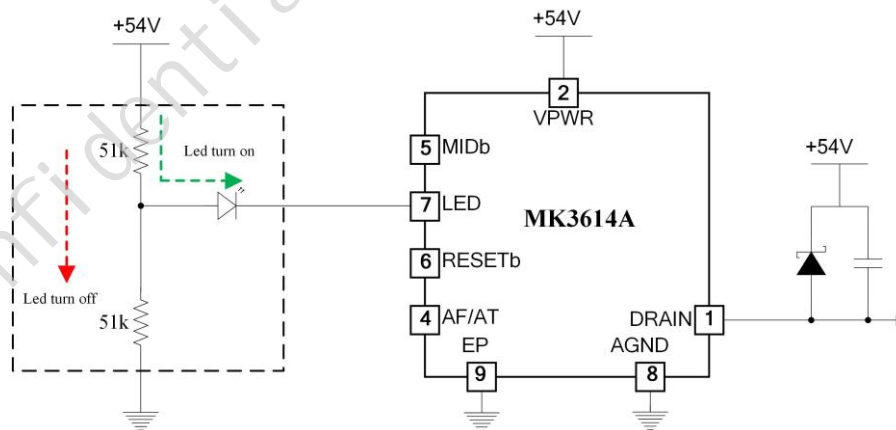 +54V
+54V
2
VPWR
51k
Led turn on
5
MIDb
+54V
7
LED
MK3614A
6
RESETb
Led turn off
51k
4
AF/AT
DRAIN
1
EP
AGND
9
8